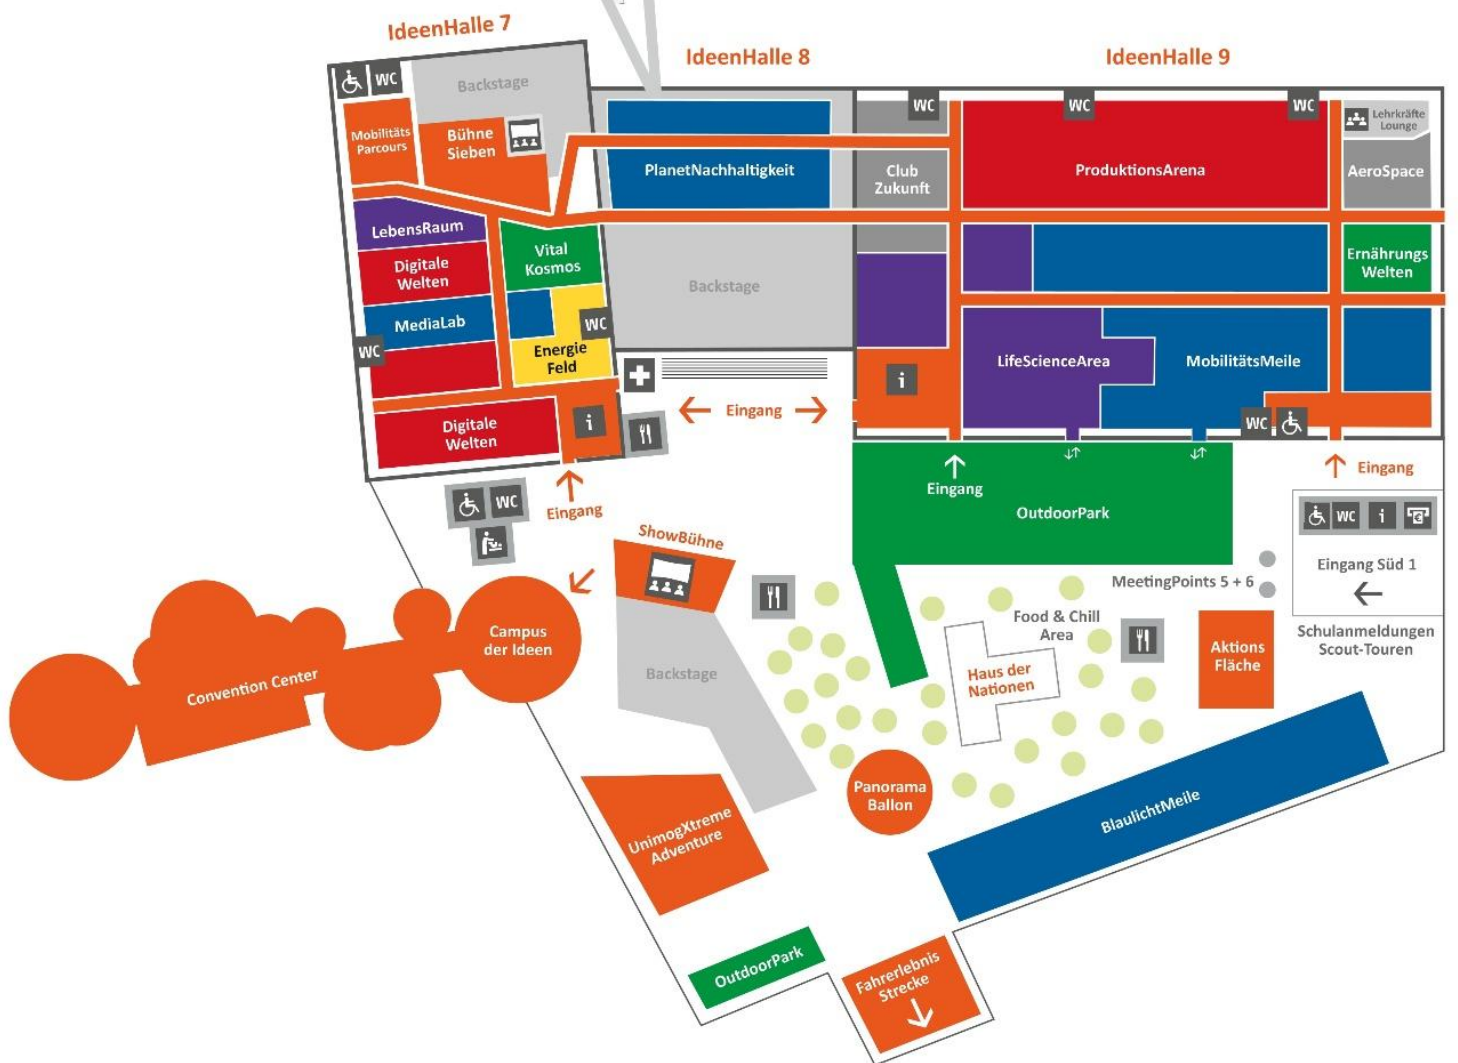 IdeenHalle 7
IdeenHalle 8
IdeenHalle 9
WC
Backstage
Mobilitäts
Parcours
Bühne
Sieben
LebensRaum
Digitale
Welten
MediaLab
WC
Digitale
Welten
Vital
Kosmos
WC
Energie
Feld
i
PlanetNachhaltigkeit
Backstage
Eingang
WC
Club
Zukunft
i
WC
WC
ProduktionsArena
Lehrkräfte
Lounge
AeroSpace
Ernährungs
Welten
LifeScienceArea
MobilitätsMeile
WC
Eingang
Eingang
OutdoorPark
WC
i
€
Eingang Süd 1
Schulanmeldungen
Scout-Touren
MeetingPoints 5 + 6
WC
Eingang
ShowBühne
Backstage
Campus
der Ideen
Convention Center
Food & Chill
Area
Haus der
Nationen
Aktions
Fläche
Panorama
Ballon
BlaulichtMeile
UnimogXtreme
Adventure
OutdoorPark
Fahrerlebnis
Strecke